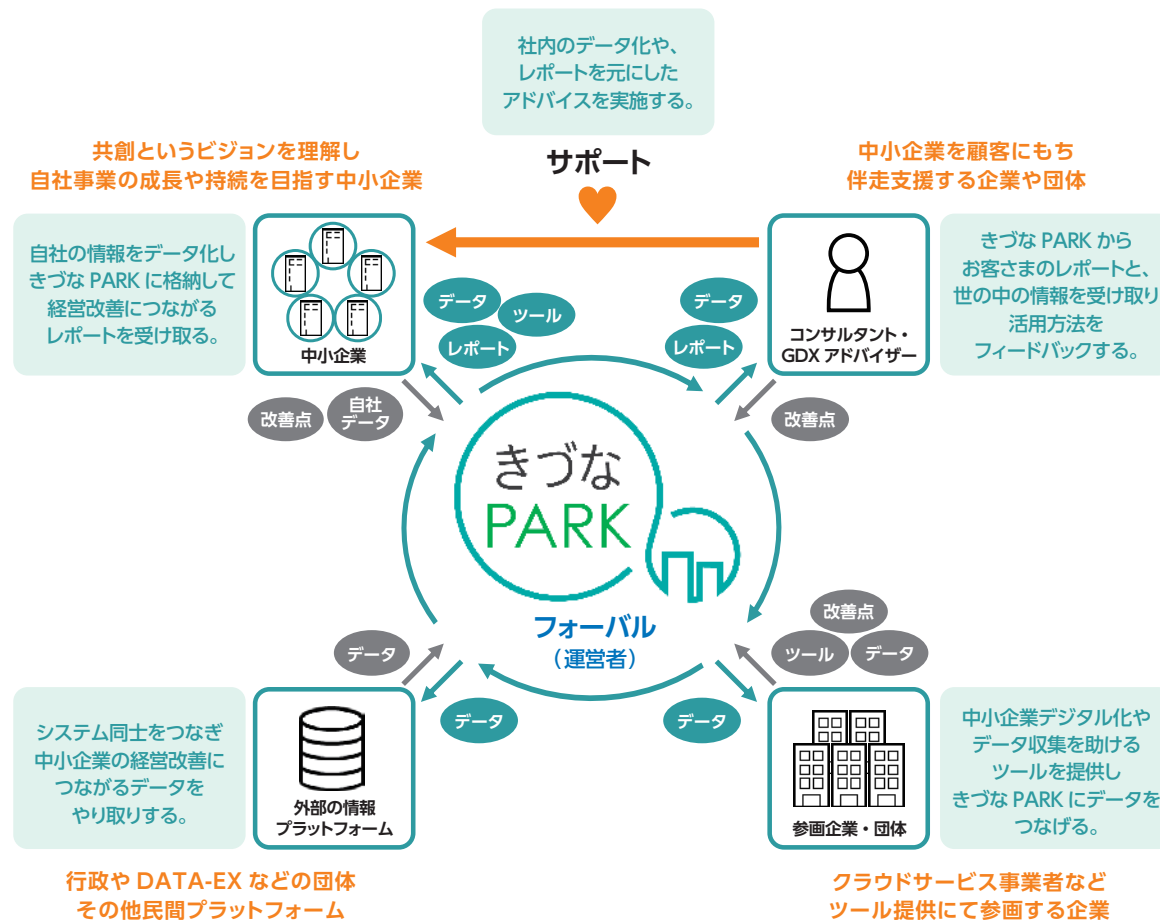 社内のデータ化や、
レポートを元にした
アドバイスを実施する。
サポート
共創というビジョンを理解し
自社事業の成長や持続を目指す中小企業
中小企業を顧客にもち
伴走支援する企業や団体
自社の情報をデータ化し
きづな PARK に格納して
経営改善につながる
レポートを受け取る。
中小企業
データ
ツール
レポート
データ
レポート
コンサルタント・
GDX アドバイザー
きづな PARK から
お客さまのレポートと、
世の中の情報を受け取り
活用方法を
フィードバックする。
改善点
自社
データ
改善点
きづな
PARK
フォーバル
（運営者）
データ
データ
改善点
ツール
データ
データ
システム同士をつなぎ
中小企業の経営改善に
つながるデータを
やり取りする。
外部の情報
プラットフォーム
参画企業・団体
中小企業デジタル化や
データ収集を助ける
ツールを提供し
きづな PARK にデータを
つなげる。
行政や DATA-EX などの団体
その他民間プラットフォーム
クラウドサービス事業者など
ツール提供にて参画する企業